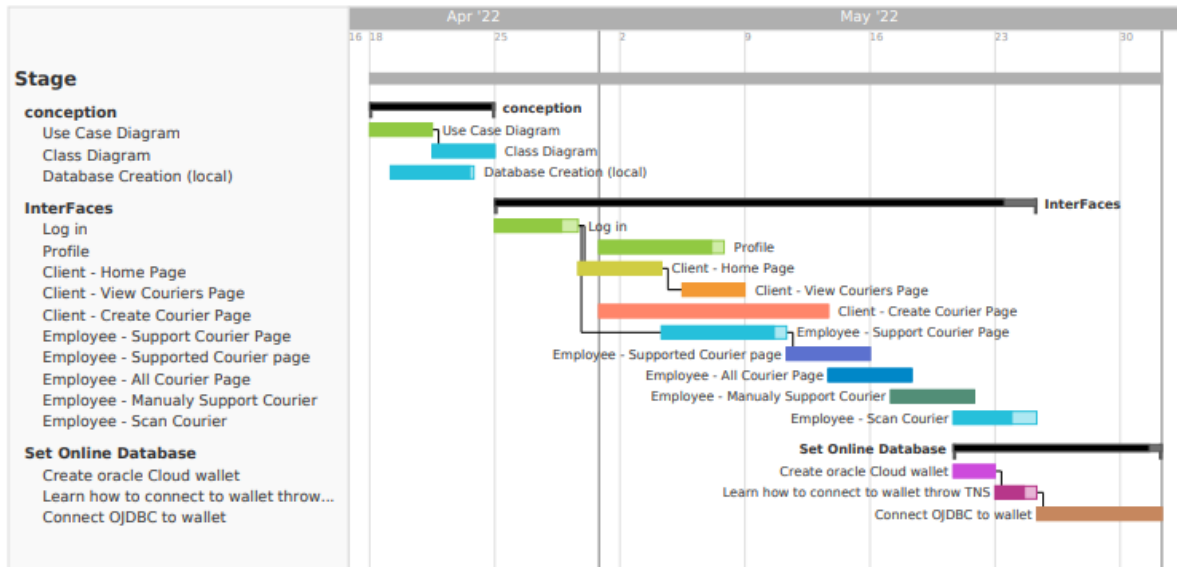 Apr '22
May '22
16 18 25 2 9 16 23 30
Stage
conception
conception
Use Case Diagram
Use Case Diagram
Class Diagram
Class Diagram
Database Creation (local)
Database Creation (local)
InterFaces
InterFaces
Log in
Log in
Profile
Profile
Client - Home Page
Client - Home Page
Client - View Couriers Page
Client - View Couriers Page
Client - Create Courier Page
Client - Create Courier Page
Employee - Support Courier Page
Employee - Support Courier Page
Employee - Supported Courier page
Employee - Supported Courier page
Employee - All Courier Page
Employee - All Courier Page
Employee - Manualy Support Courier
Employee - Manualy Support Courier
Employee - Scan Courier
Employee - Scan Courier
Set Online Database
Set Online Database
Create oracle Cloud wallet
Create oracle Cloud wallet
Learn how to connect to wallet throw...
Learn how to connect to wallet throw TNS
Connect OJDBC to wallet
Connect OJDBC to wallet